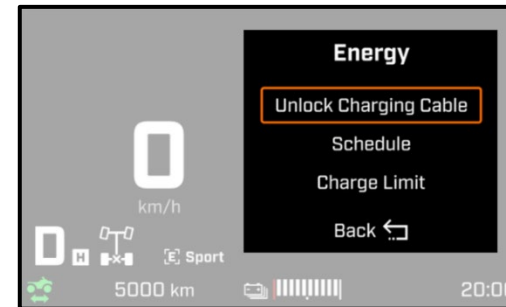 Energy
Unlock Charging Cable
Schedule
Charge Limit
Back
0
km/h
D H [E] Sport
5000 km